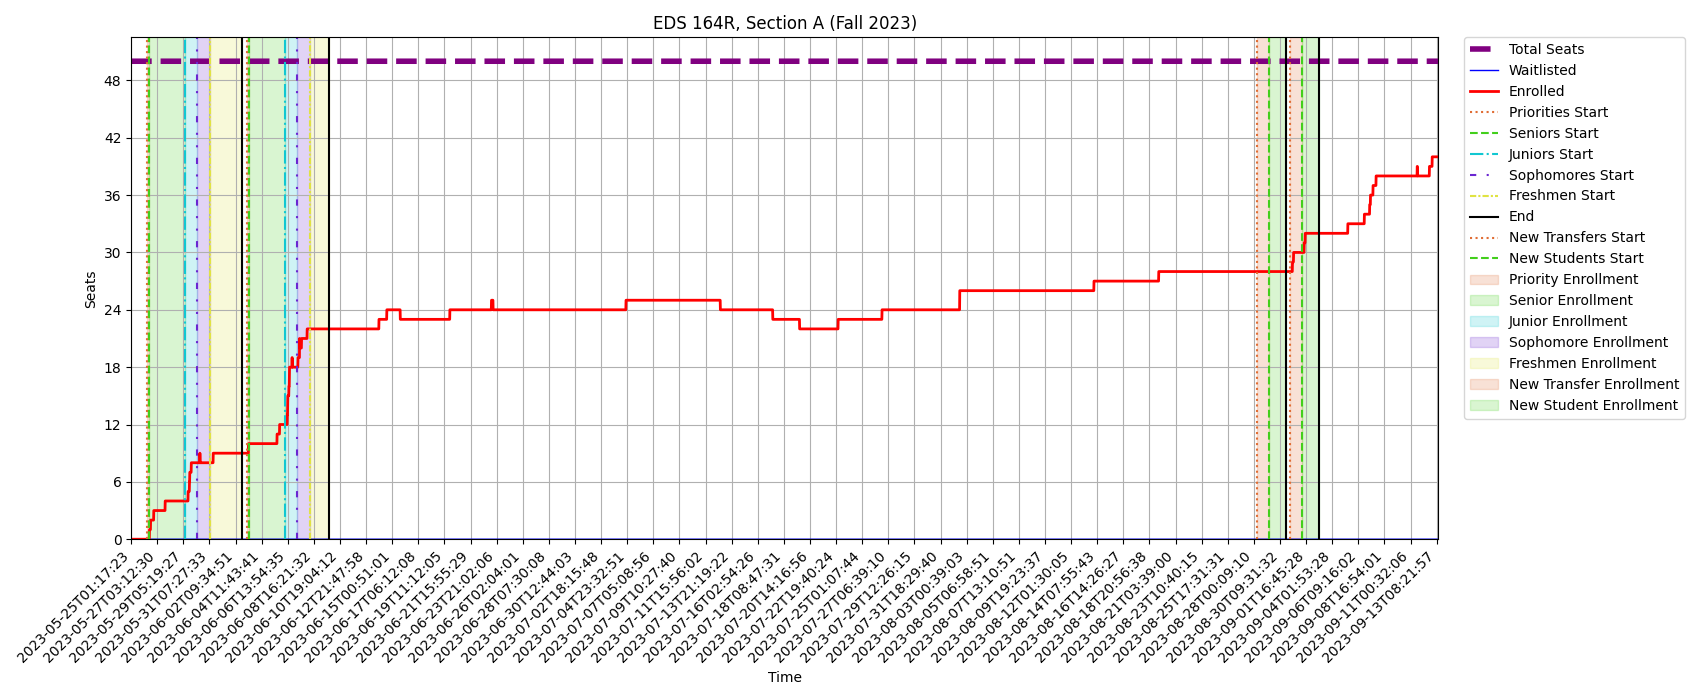 EDS 164R, Section A (Fall 2023)
Seats
48
42
36
30
24
18
12
6
0
2023-05-25T01:17:23
2023-05-27T03:12:30
2023-05-29T05:19:27
2023-05-31T07:27:33
2023-06-02T09:34:51
2023-06-04T11:43:41
2023-06-06T13:54:35
2023-06-08T16:21:32
2023-06-10T19:04:12
2023-06-12T21:47:58
2023-06-15T00:51:01
2023-06-17T06:12:08
2023-06-19T11:12:05
2023-06-21T15:55:29
2023-06-23T21:02:06
2023-06-26T02:04:01
2023-06-28T07:30:08
2023-06-30T12:44:03
2023-07-02T18:15:48
2023-07-04T23:32:51
2023-07-07T05:08:56
2023-07-09T10:27:40
2023-07-11T15:56:02
2023-07-13T21:19:22
2023-07-16T02:54:26
2023-07-18T08:47:31
2023-07-20T14:16:56
2023-07-22T19:40:24
2023-07-25T01:07:44
2023-07-27T06:39:10
2023-07-29T12:26:15
2023-07-31T18:29:40
2023-08-03T00:39:03
2023-08-05T06:58:51
2023-08-07T13:10:51
2023-08-09T19:23:37
2023-08-12T01:30:05
2023-08-14T07:55:43
2023-08-16T14:26:27
2023-08-18T20:56:38
2023-08-21T03:39:00
2023-08-23T10:40:15
2023-08-25T17:31:31
2023-08-28T00:09:10
2023-08-30T09:31:32
2023-09-01T16:45:28
2023-09-04T01:53:28
2023-09-06T09:16:02
2023-09-08T16:54:01
2023-09-11T00:32:06
2023-09-13T08:21:57
Time
Total Seats
Waitlisted
Enrolled
Priorities Start
Seniors Start
Juniors Start
Sophomores Start
Freshmen Start
End
New Transfers Start
New Students Start
Priority Enrollment
Senior Enrollment
Junior Enrollment
Sophomore Enrollment
Freshmen Enrollment
New Transfer Enrollment
New Student Enrollment